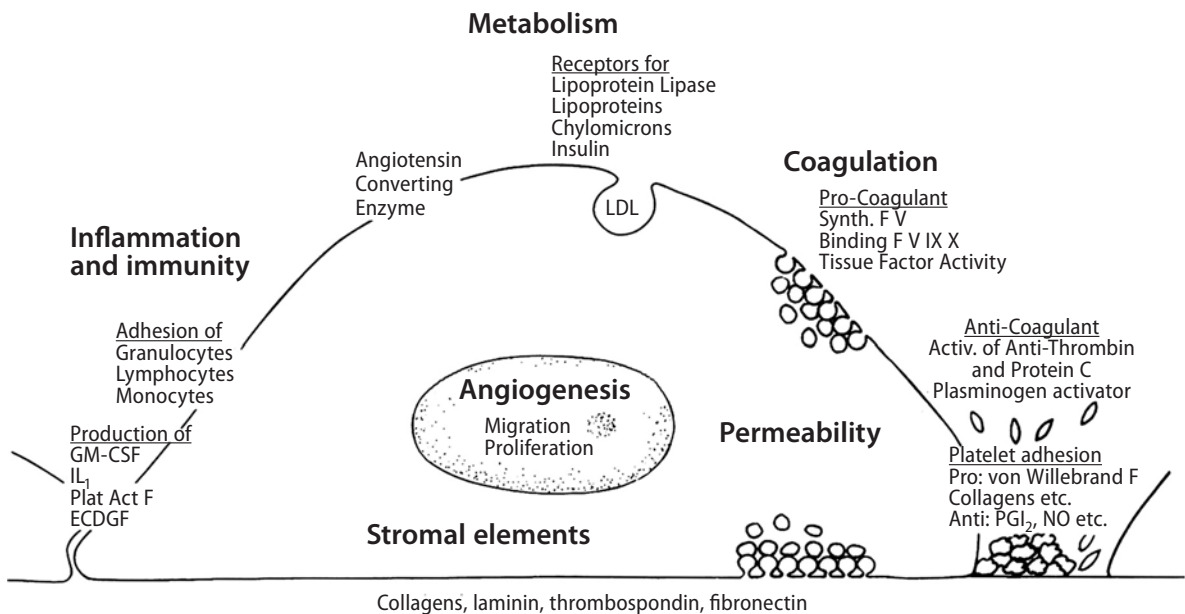 Metabolism
Receptors for
Lipoprotein Lipase
Lipoproteins
Chylomicrons
Insulin
Angiotensin
Converting
Enzyme
LDL
Coagulation
Pro-Coagulant
Synth. F V
Binding F V IX X
Tissue Factor Activity
Inflammation
and immunity
Adhesion of
Granulocytes
Lymphocytes
Monocytes
Production of
GM-CSF
IL₁
Plat Act F
ECDGF
Angiogenesis
Migration
Proliferation
Permeability
Anti-Coagulant
Activ. of Anti-Thrombin
and Protein C
Plasminogen activator
Platelet adhesion
Pro: von Willebrand F
Collagens etc.
Anti: PGI₂, NO etc.
Stromal elements
Collagens, laminin, thrombospondin, fibronectin